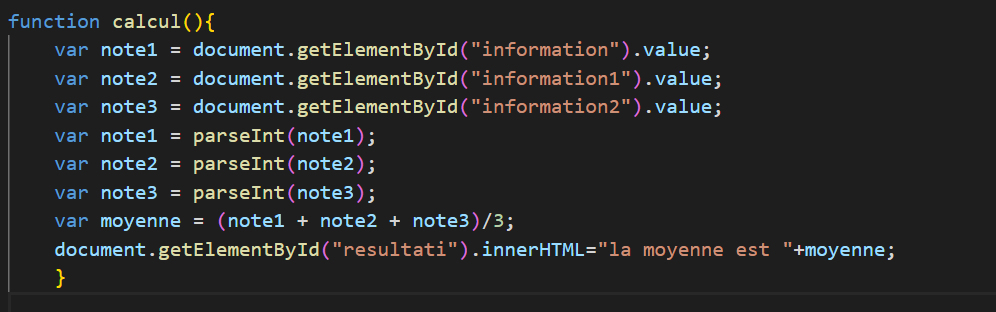 function calcul(){
    var note1 = document.getElementById("information").value;
    var note2 = document.getElementById("information1").value;
    var note3 = document.getElementById("information2").value;
    var note1 = parseInt(note1);
    var note2 = parseInt(note2);
    var note3 = parseInt(note3);
    var moyenne = (note1 + note2 + note3)/3;
    document.getElementById("resultati").innerHTML="la moyenne est "+moyenne;
    }